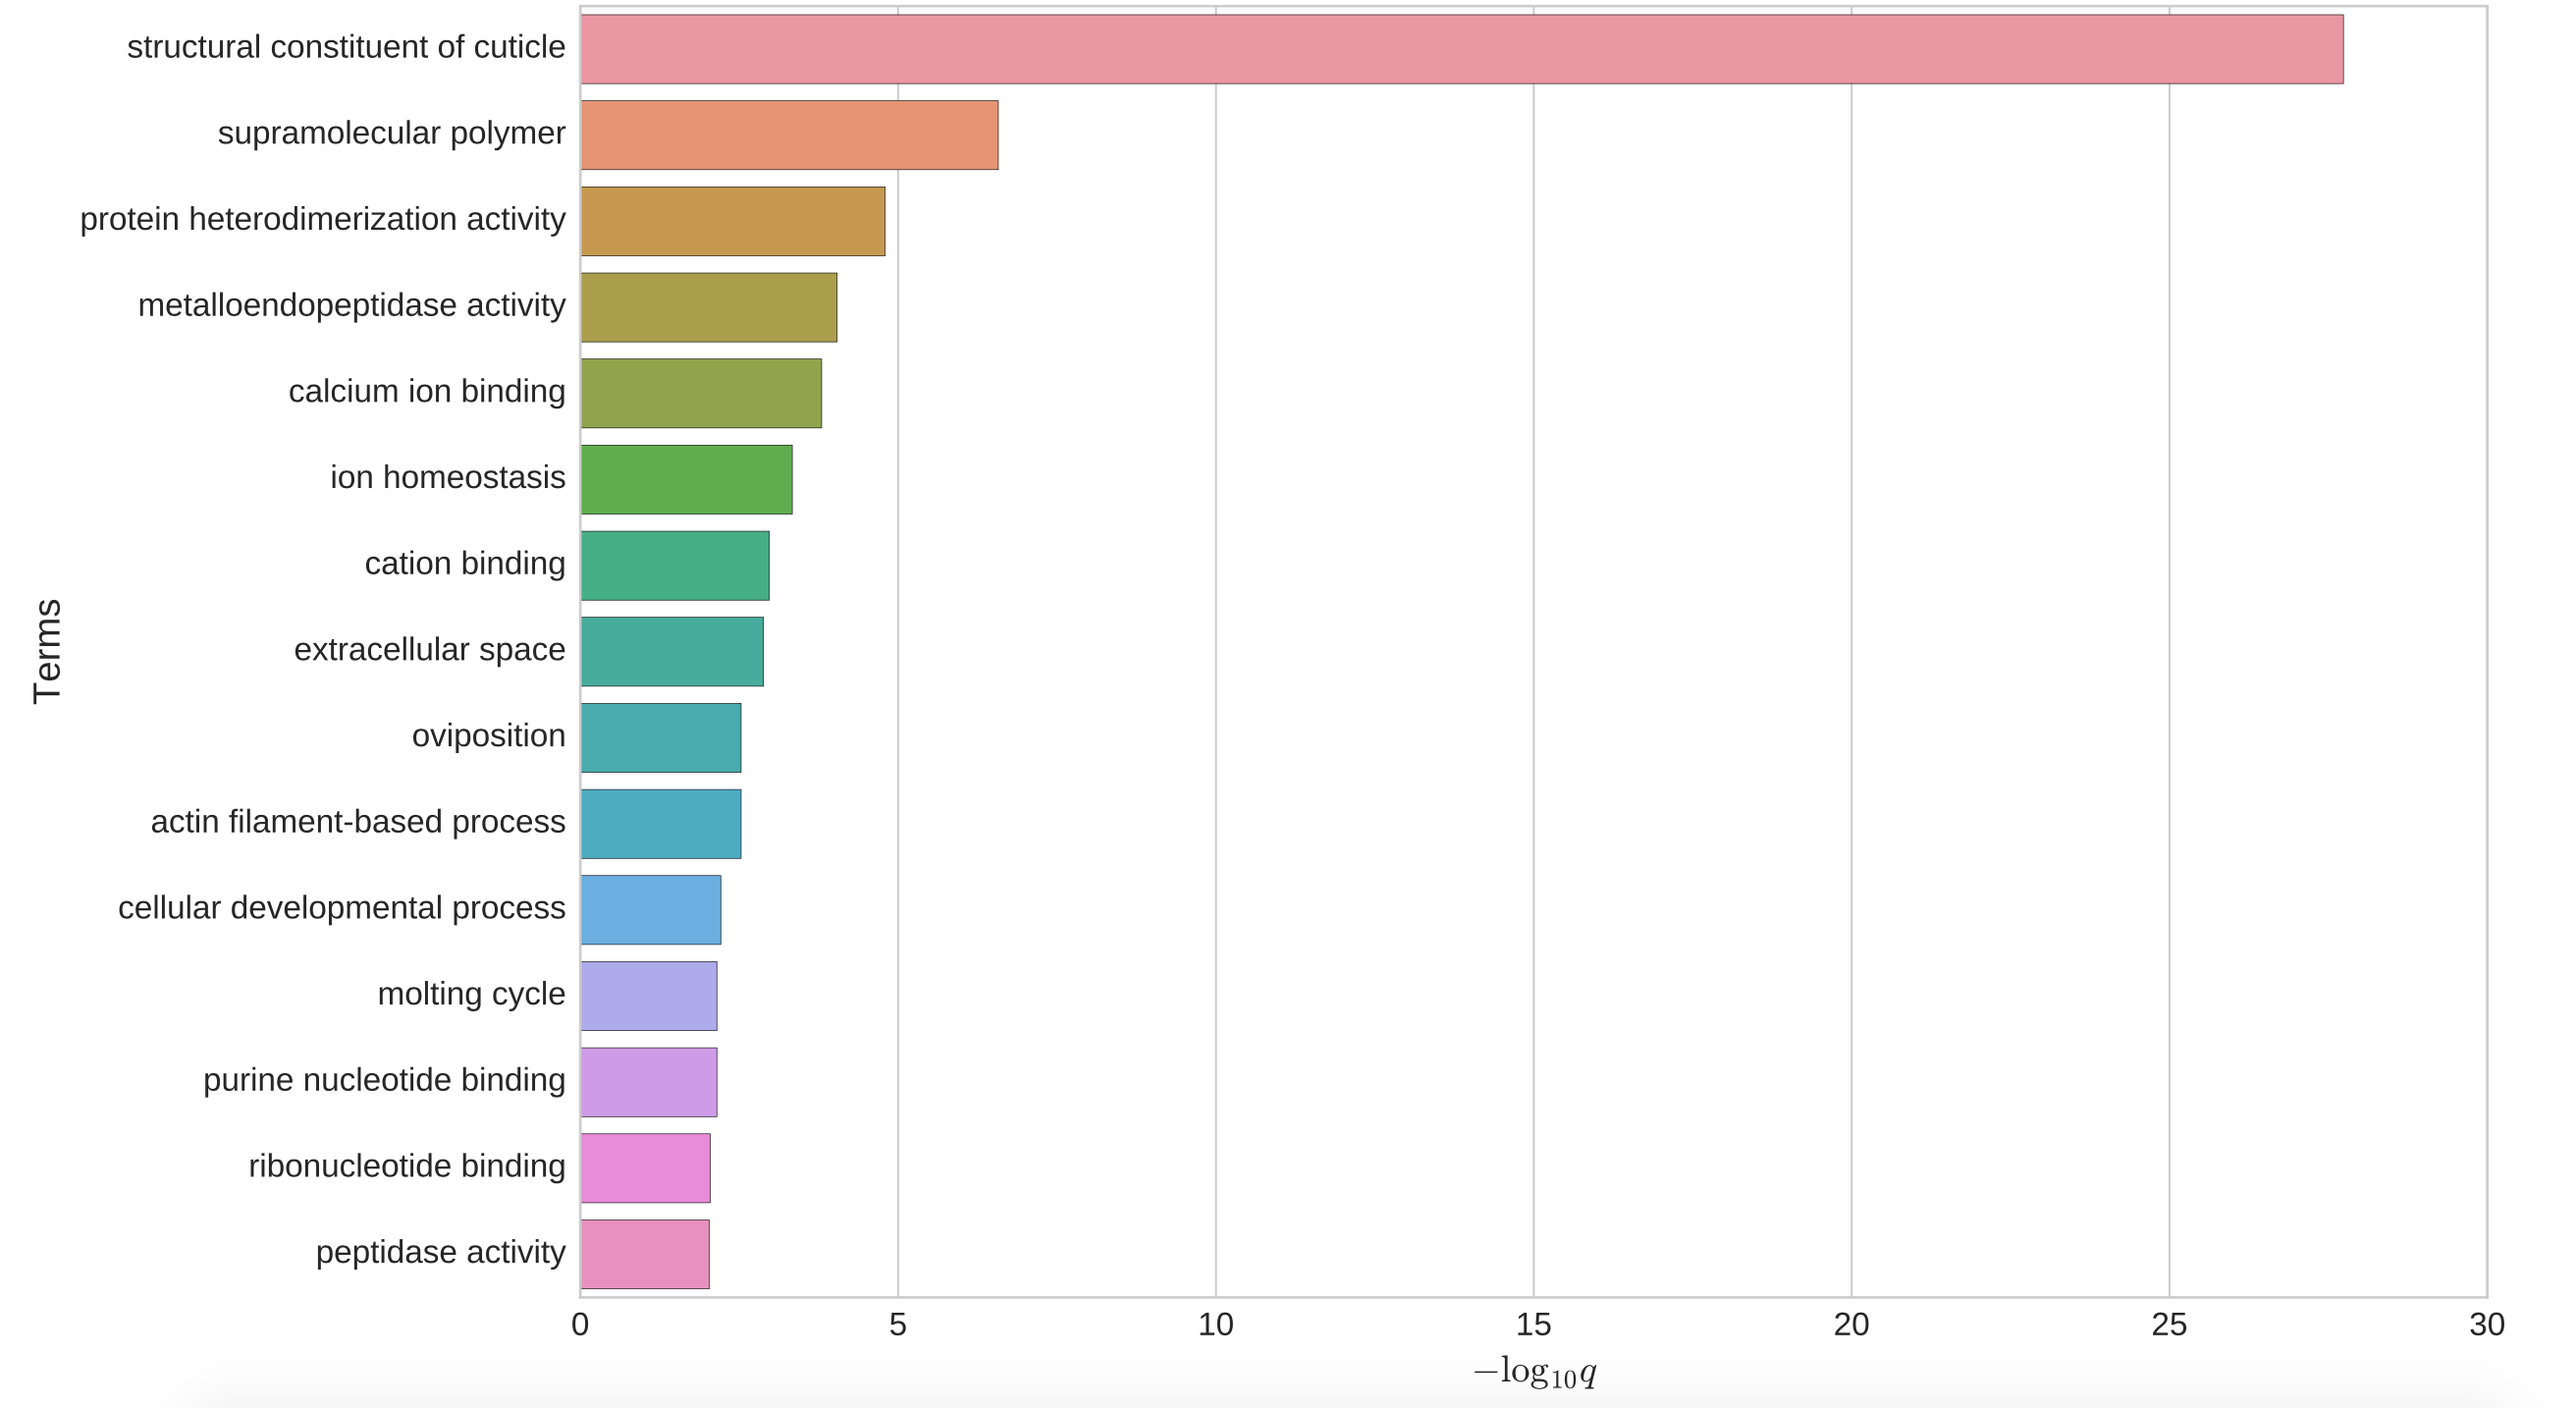 structural constituent of cuticle
supramolecular polymer
protein heterodimerization activity
metalloendopeptidase activity
calcium ion binding
ion homeostasis
cation binding
extracellular space
oviposition
actin filament-based process
cellular developmental process
molting cycle
purine nucleotide binding
ribonucleotide binding
peptidase activity
Terms
0 5 10 15 20 25 30
−log₁₀q